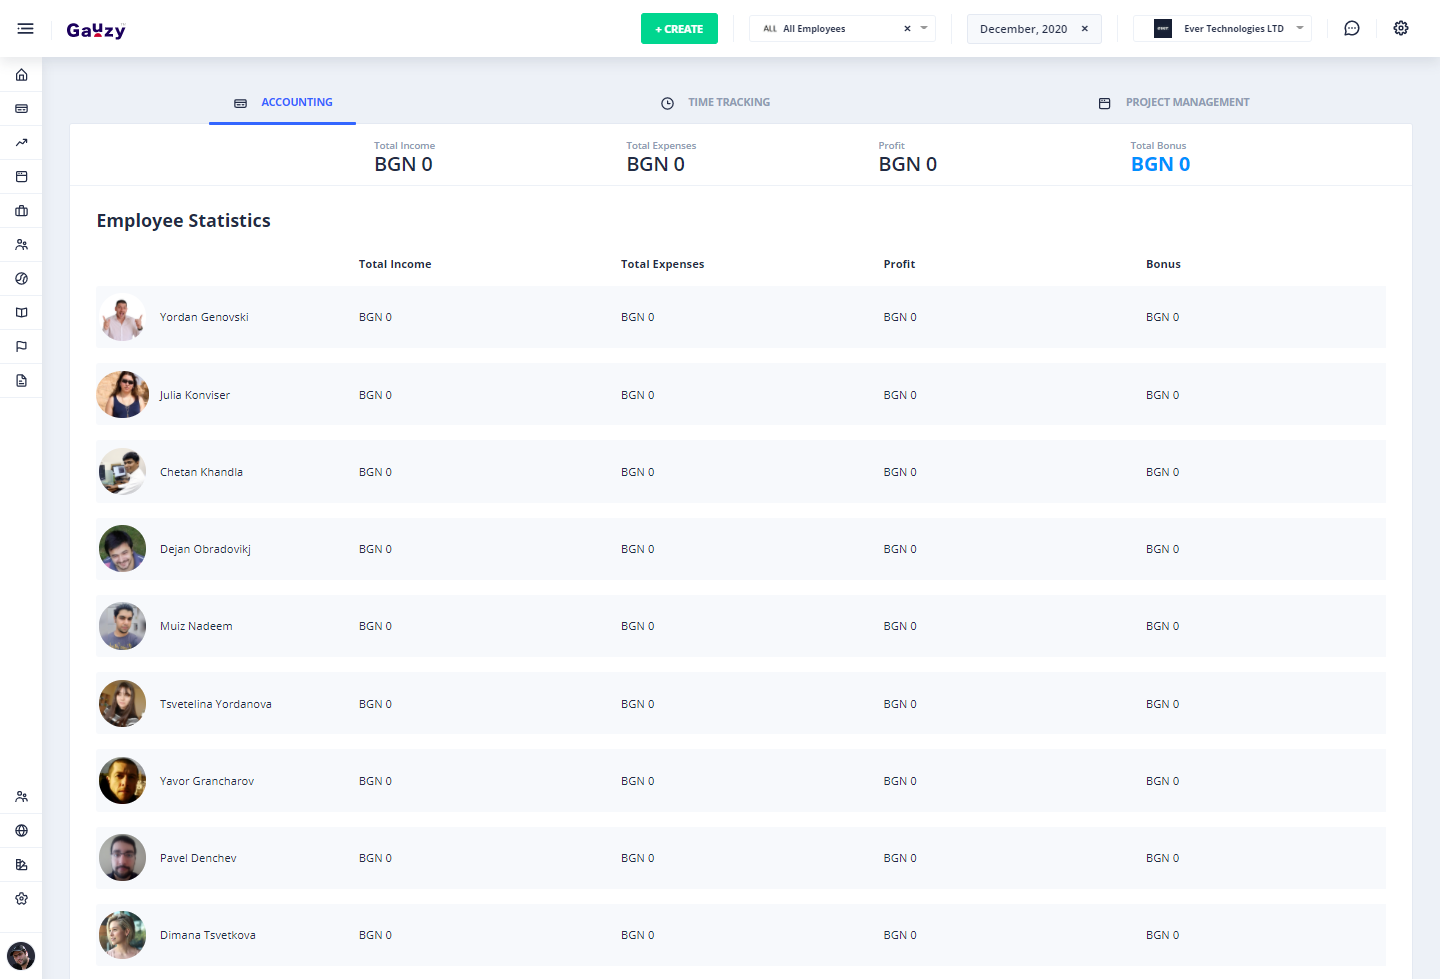 Gauzy
+ CREATE
ALL All Employees ×
December, 2020 ×
Ever Technologies LTD
ACCOUNTING
TIME TRACKING
PROJECT MANAGEMENT
Total Income Total Expenses Profit Total Bonus
BGN 0 BGN 0 BGN 0 BGN 0
Employee Statistics
Total Income Total Expenses Profit Bonus
Yordan Genovski BGN 0 BGN 0 BGN 0 BGN 0
Julia Konviser BGN 0 BGN 0 BGN 0 BGN 0
Chetan Khandla BGN 0 BGN 0 BGN 0 BGN 0
Dejan Obradovikj BGN 0 BGN 0 BGN 0 BGN 0
Muiz Nadeem BGN 0 BGN 0 BGN 0 BGN 0
Tsvetelina Yordanova BGN 0 BGN 0 BGN 0 BGN 0
Yavor Grancharov BGN 0 BGN 0 BGN 0 BGN 0
Pavel Denchev BGN 0 BGN 0 BGN 0 BGN 0
Dimana Tsvetkova BGN 0 BGN 0 BGN 0 BGN 0